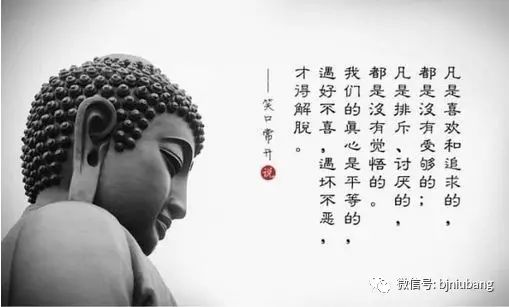 凡是喜欢和追求的，
都是没有受够的；
凡是排斥、讨厌的，
都是没有觉悟的。
我们的真心是平等的，
遇好不喜，遇坏不恶，
才得解脱。
——笑口常开 说
微信号: bjniubang